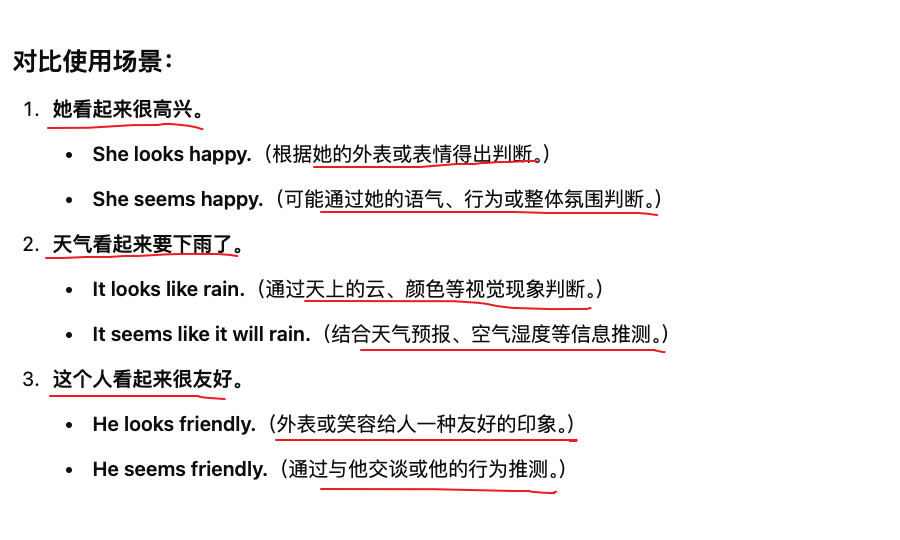 对比使用场景：
1. 她看起来很高兴。
• She looks happy.（根据她的外表或表情得出判断。）
• She seems happy.（可能通过她的语气、行为或整体氛围判断。）
2. 天气看起来要下雨了。
• It looks like rain.（通过天上的云、颜色等视觉现象判断。）
• It seems like it will rain.（结合天气预报、空气湿度等信息推测。）
3. 这个人看起来很友好。
• He looks friendly.（外表或笑容给人一种友好的印象。）
• He seems friendly.（通过与他交谈或他的行为推测。）